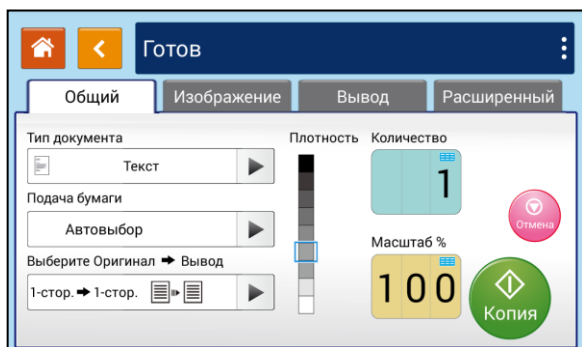 Готов
Общий Изображение Вывод Расширенный
Тип документа Плотность Количество
Текст
1
Подача бумаги
Автовыбор
Отмена
Масштаб %
Выберите Оригинал ➡ Вывод
1-стор. ➡ 1-стор.
100
Копия